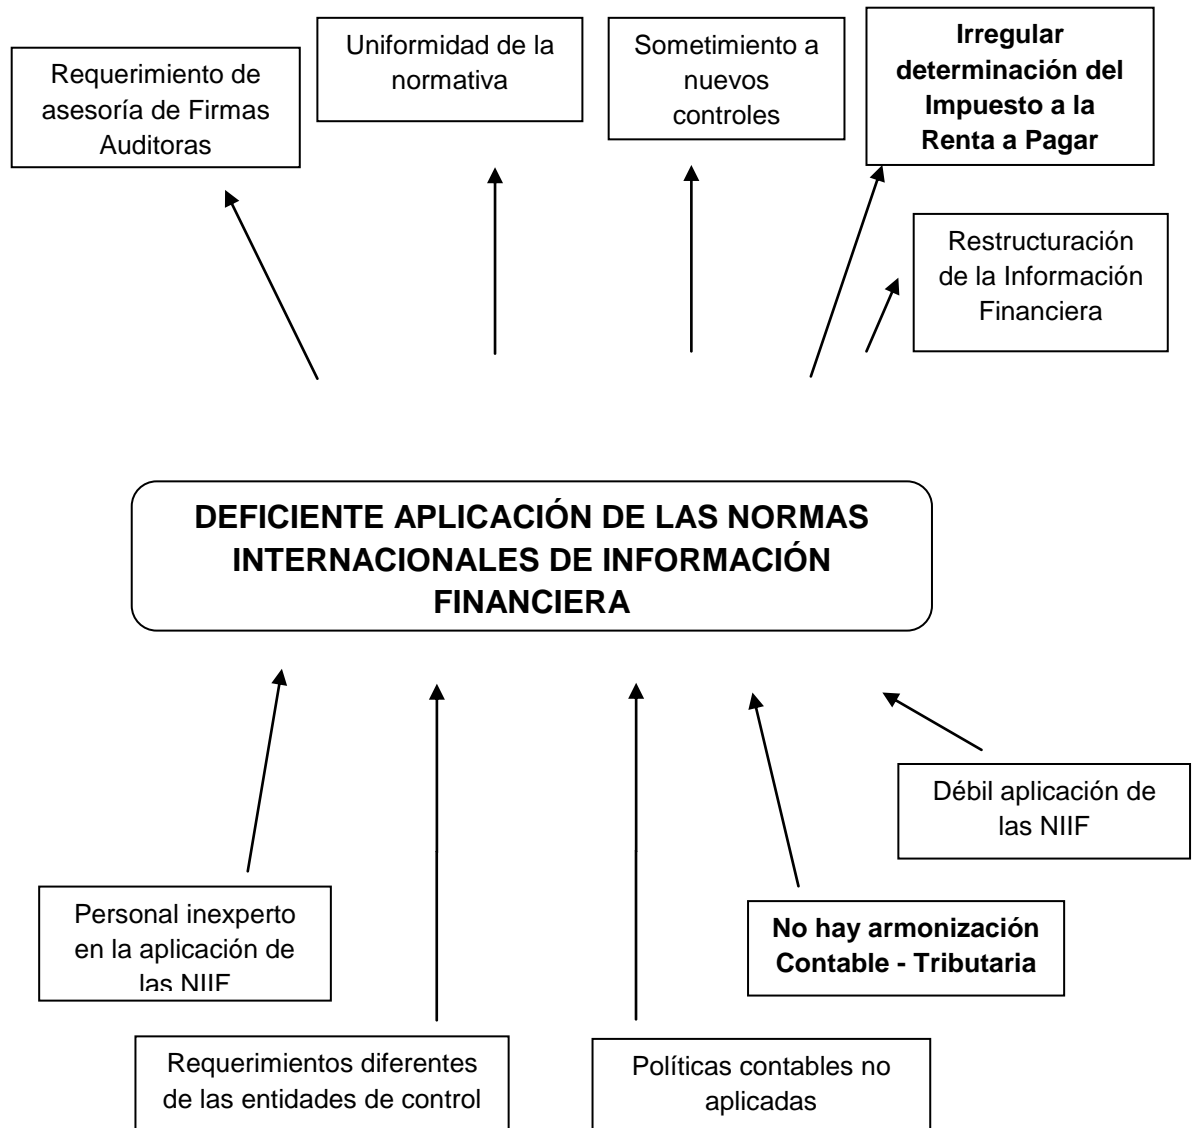 Requerimiento de
asesoría de Firmas
Auditoras
Uniformidad de la
normativa
Sometimiento a
nuevos
controles
Irregular
determinación del
Impuesto a la
Renta a Pagar
Restructuración
de la Información
Financiera
DEFICIENTE APLICACIÓN DE LAS NORMAS
INTERNACIONALES DE INFORMACIÓN
FINANCIERA
Débil aplicación de
las NIIF
Personal inexperto
en la aplicación de
las NIIF
No hay armonización
Contable - Tributaria
Requerimientos diferentes
de las entidades de control
Políticas contables no
aplicadas